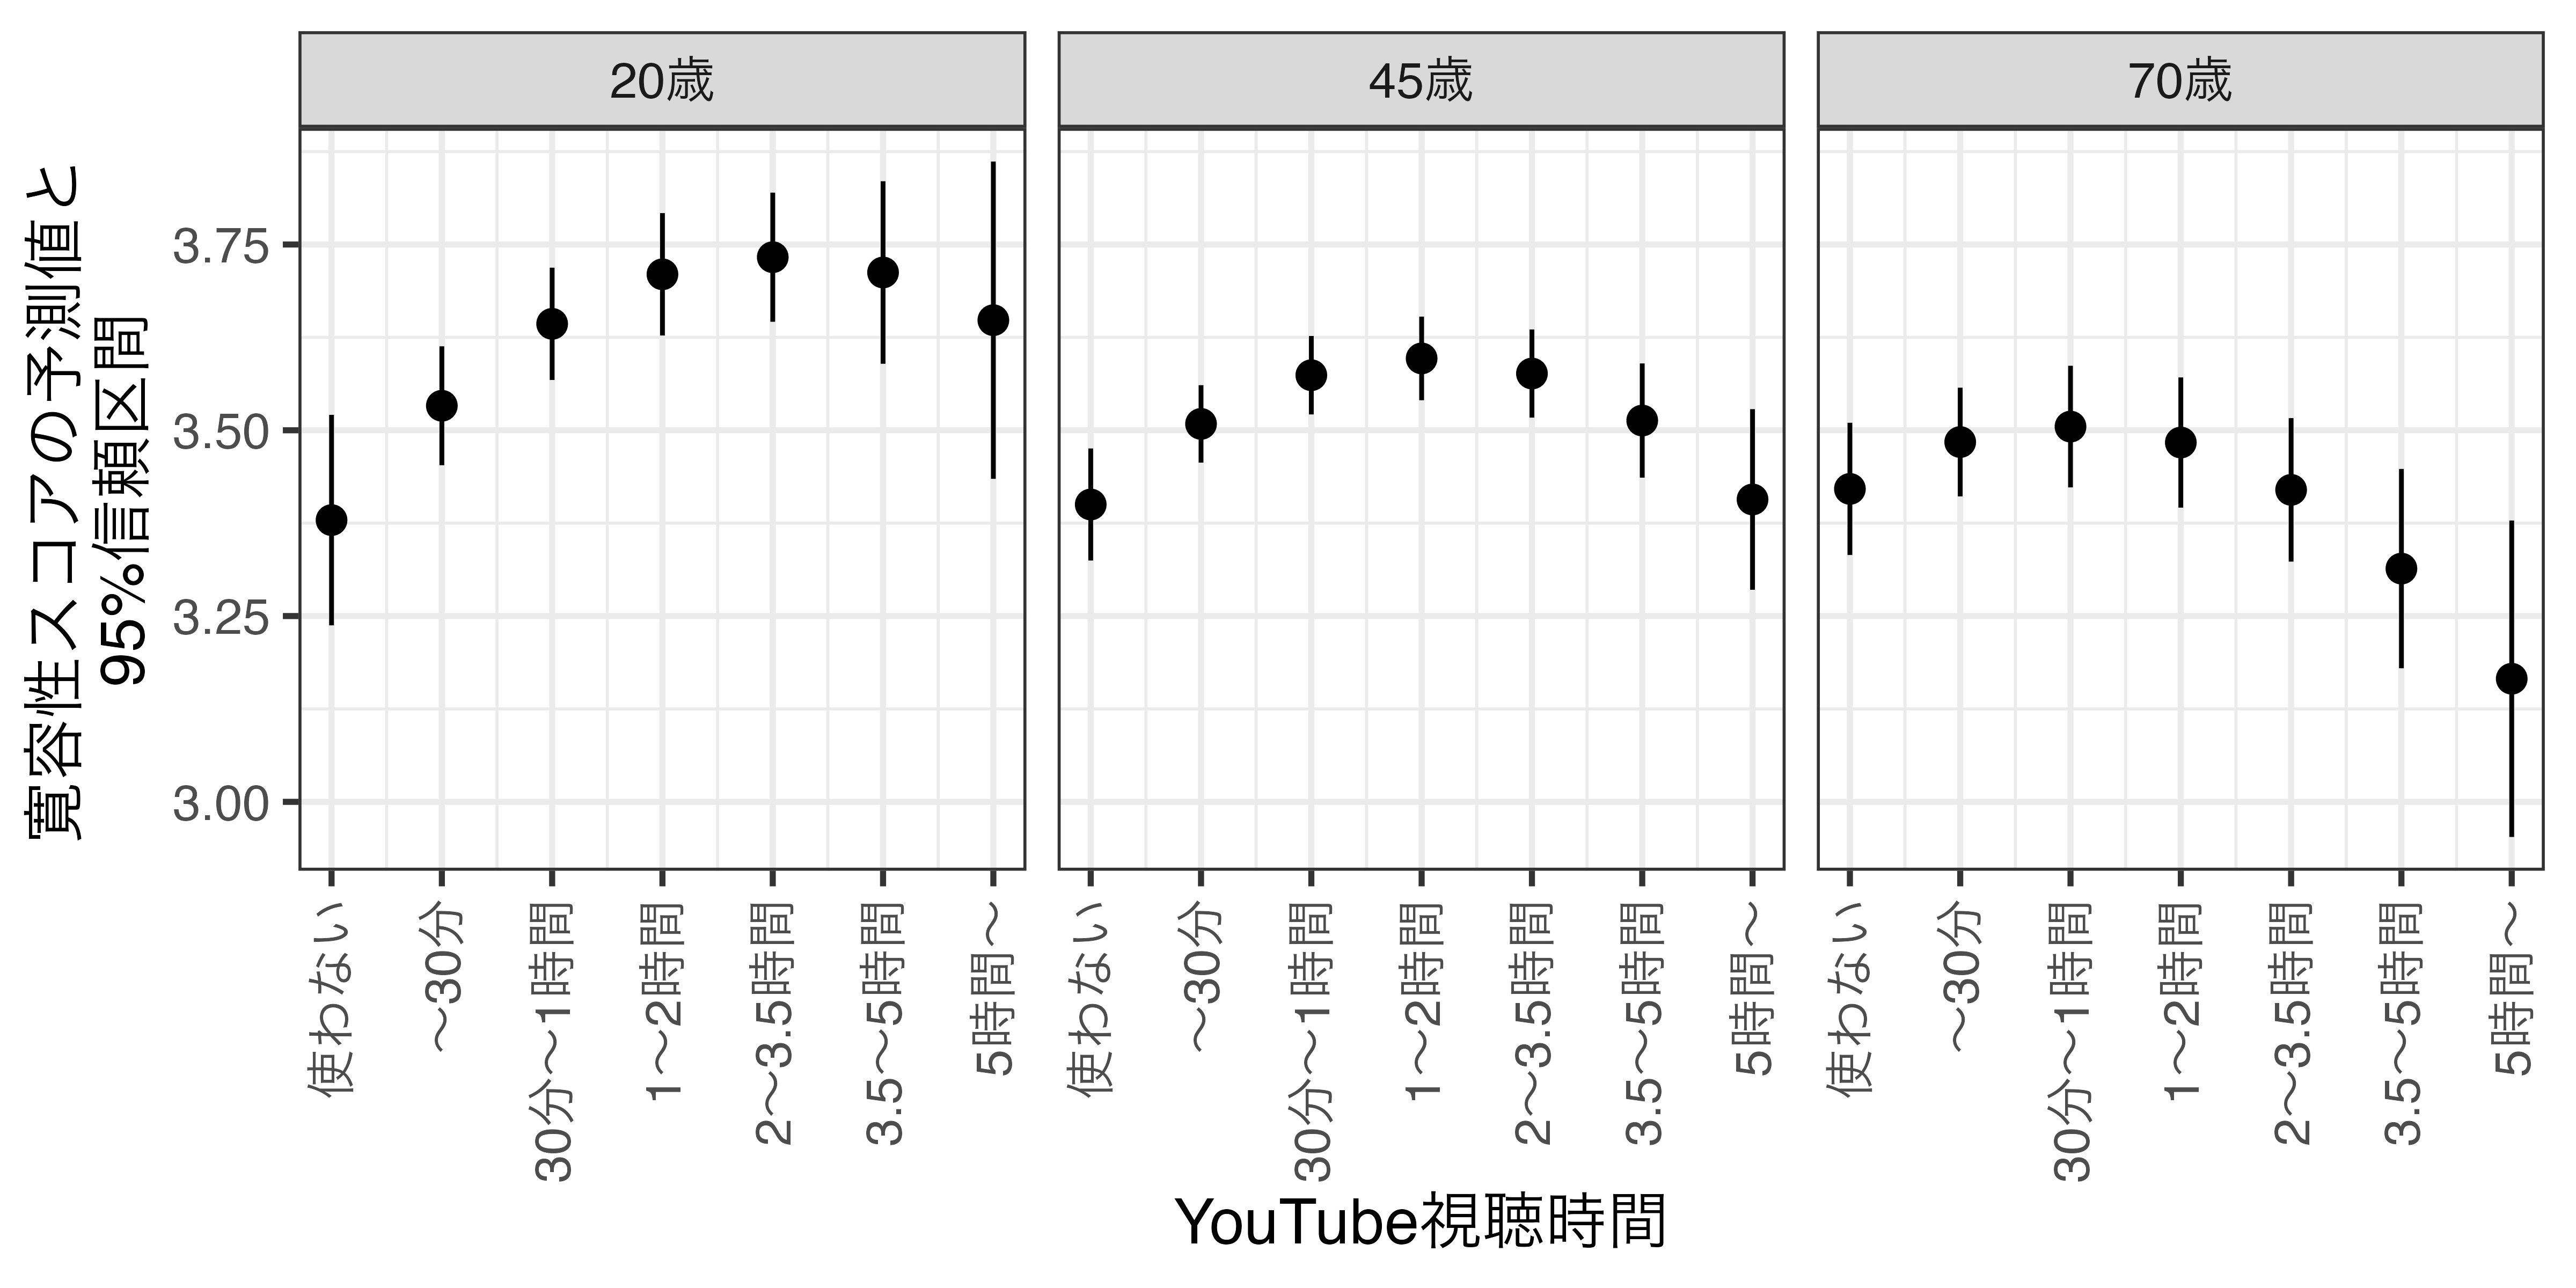 20歳
45歳
70歳
寛容性スコアの予測値と
95%信頼区間
3.75
3.50
3.25
3.00
使わない
〜30分
30分〜1時間
1〜2時間
2〜3.5時間
3.5〜5時間
5時間〜
使わない
〜30分
30分〜1時間
1〜2時間
2〜3.5時間
3.5〜5時間
5時間〜
使わない
〜30分
30分〜1時間
1〜2時間
2〜3.5時間
3.5〜5時間
5時間〜
YouTube視聴時間